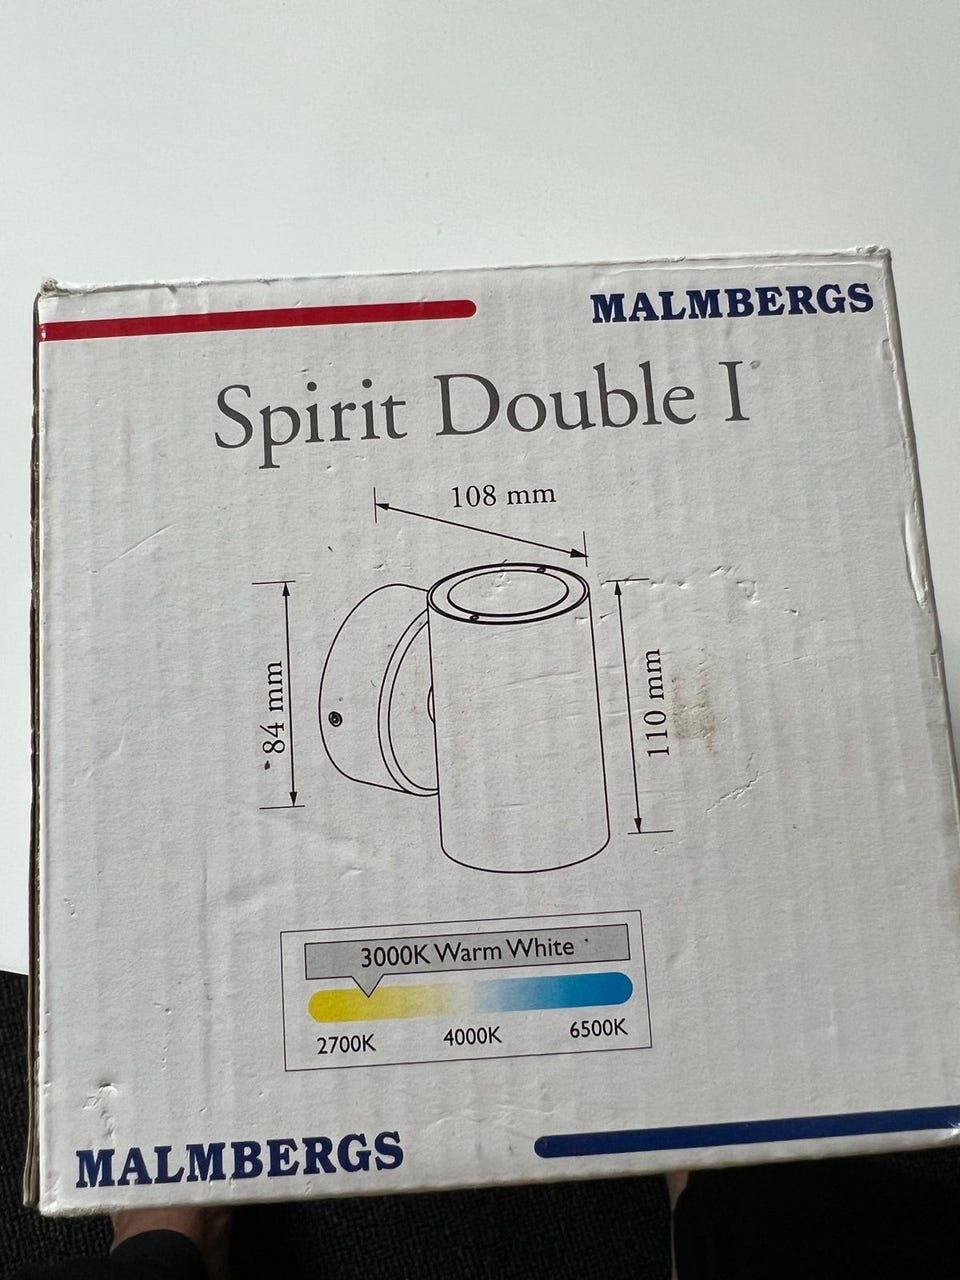 MALMBERGS
Spirit Double I
108 mm
84 mm
110 mm
3000K Warm White
2700K 4000K 6500K
MALMBERGS